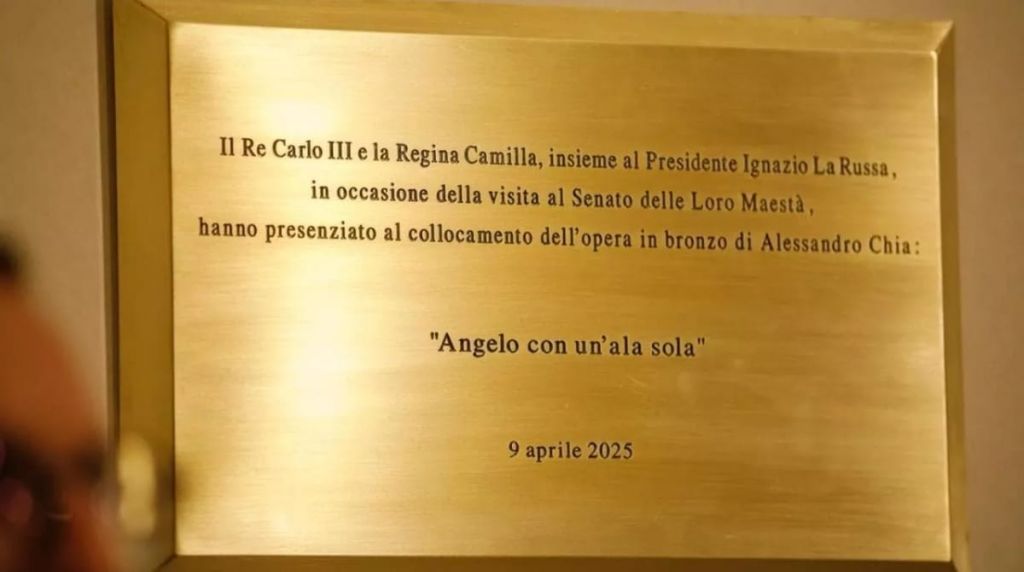 Il Re Carlo III e la Regina Camilla, insieme al Presidente Ignazio La Russa,
in occasione della visita al Senato delle Loro Maestà,
hanno presenziato al collocamento dell'opera in bronzo di Alessandro Chia:
"Angelo con un'ala sola"
9 aprile 2025